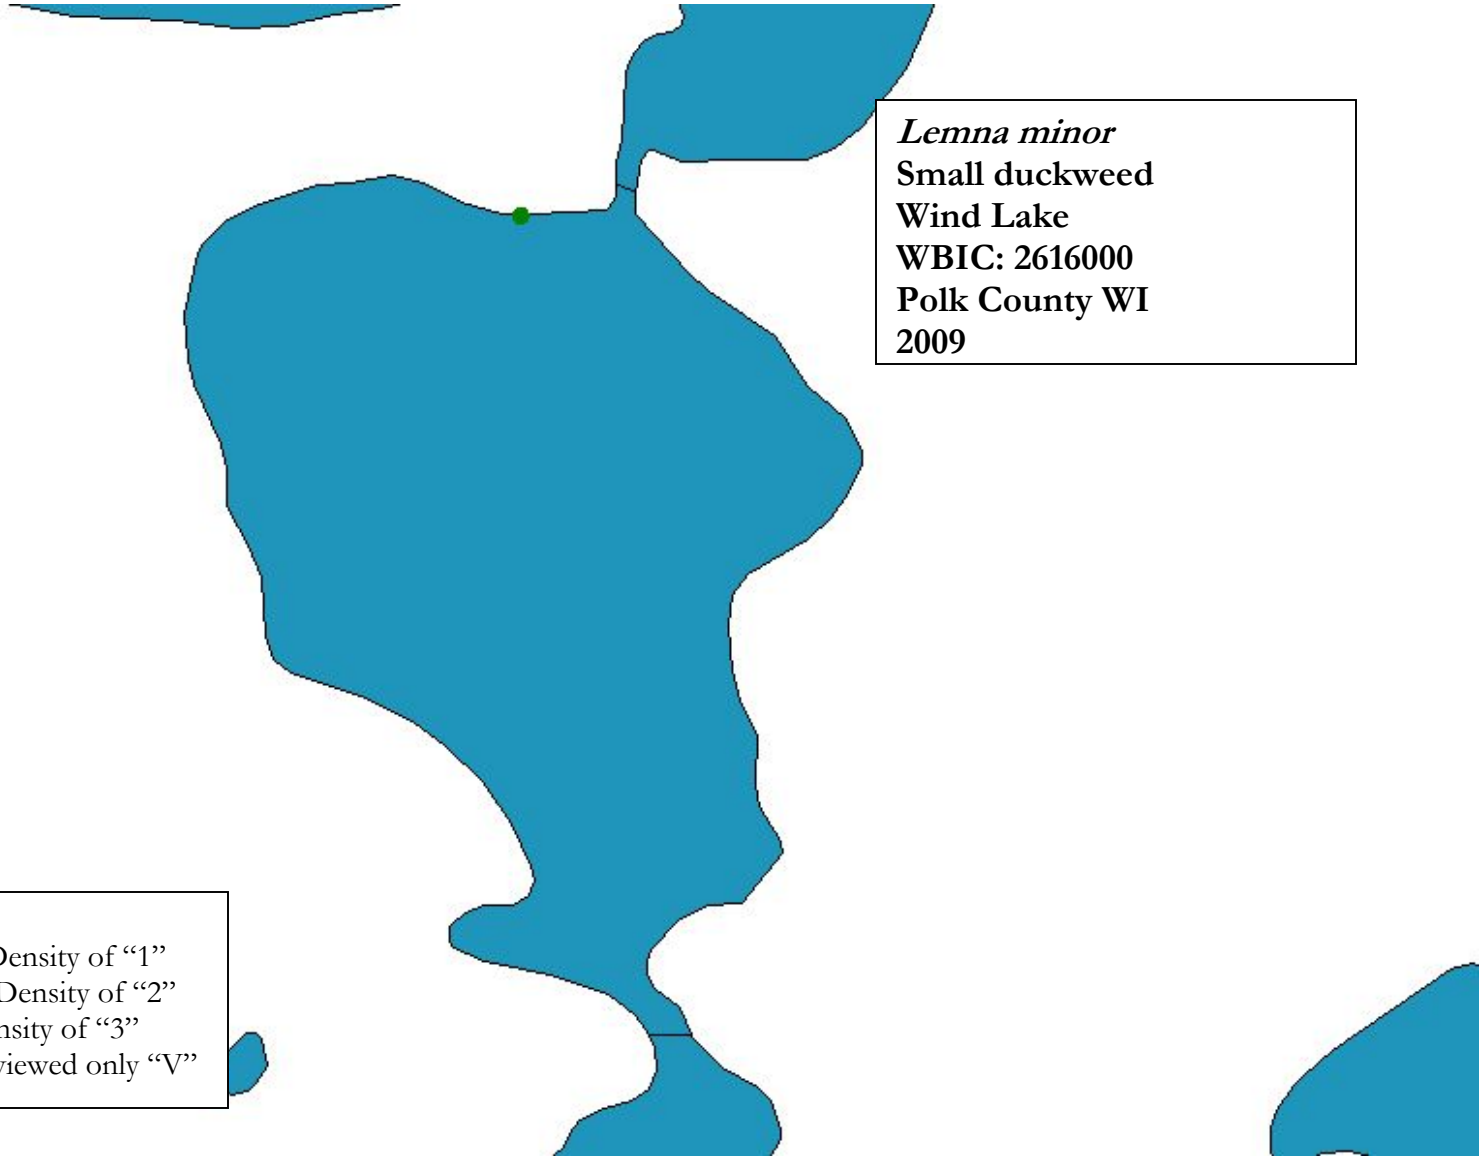 Lemna minor
Small duckweed
Wind Lake
WBIC: 2616000
Polk County WI
2009
Density of “1”
Density of “2”
of “3”
viewed only “V”